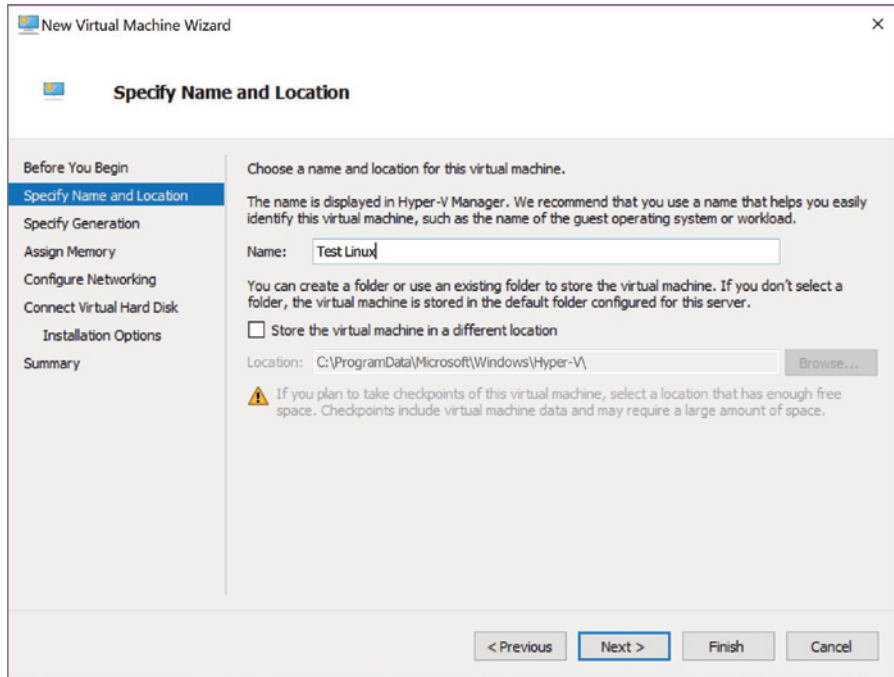 New Virtual Machine Wizard
Specify Name and Location
Before You Begin
Specify Name and Location
Specify Generation
Assign Memory
Configure Networking
Connect Virtual Hard Disk
Installation Options
Summary
Choose a name and location for this virtual machine.
The name is displayed in Hyper-V Manager. We recommend that you use a name that helps you easily
identify this virtual machine, such as the name of the guest operating system or workload.
Name: Test Linux
You can create a folder or use an existing folder to store the virtual machine. If you don't select a
folder, the virtual machine is stored in the default folder configured for this server.
Store the virtual machine in a different location
Location: C:\ProgramData\Microsoft\Windows\Hyper-V\ Browse...
If you plan to take checkpoints of this virtual machine, select a location that has enough free
space. Checkpoints include virtual machine data and may require a large amount of space.
< Previous Next > Finish Cancel